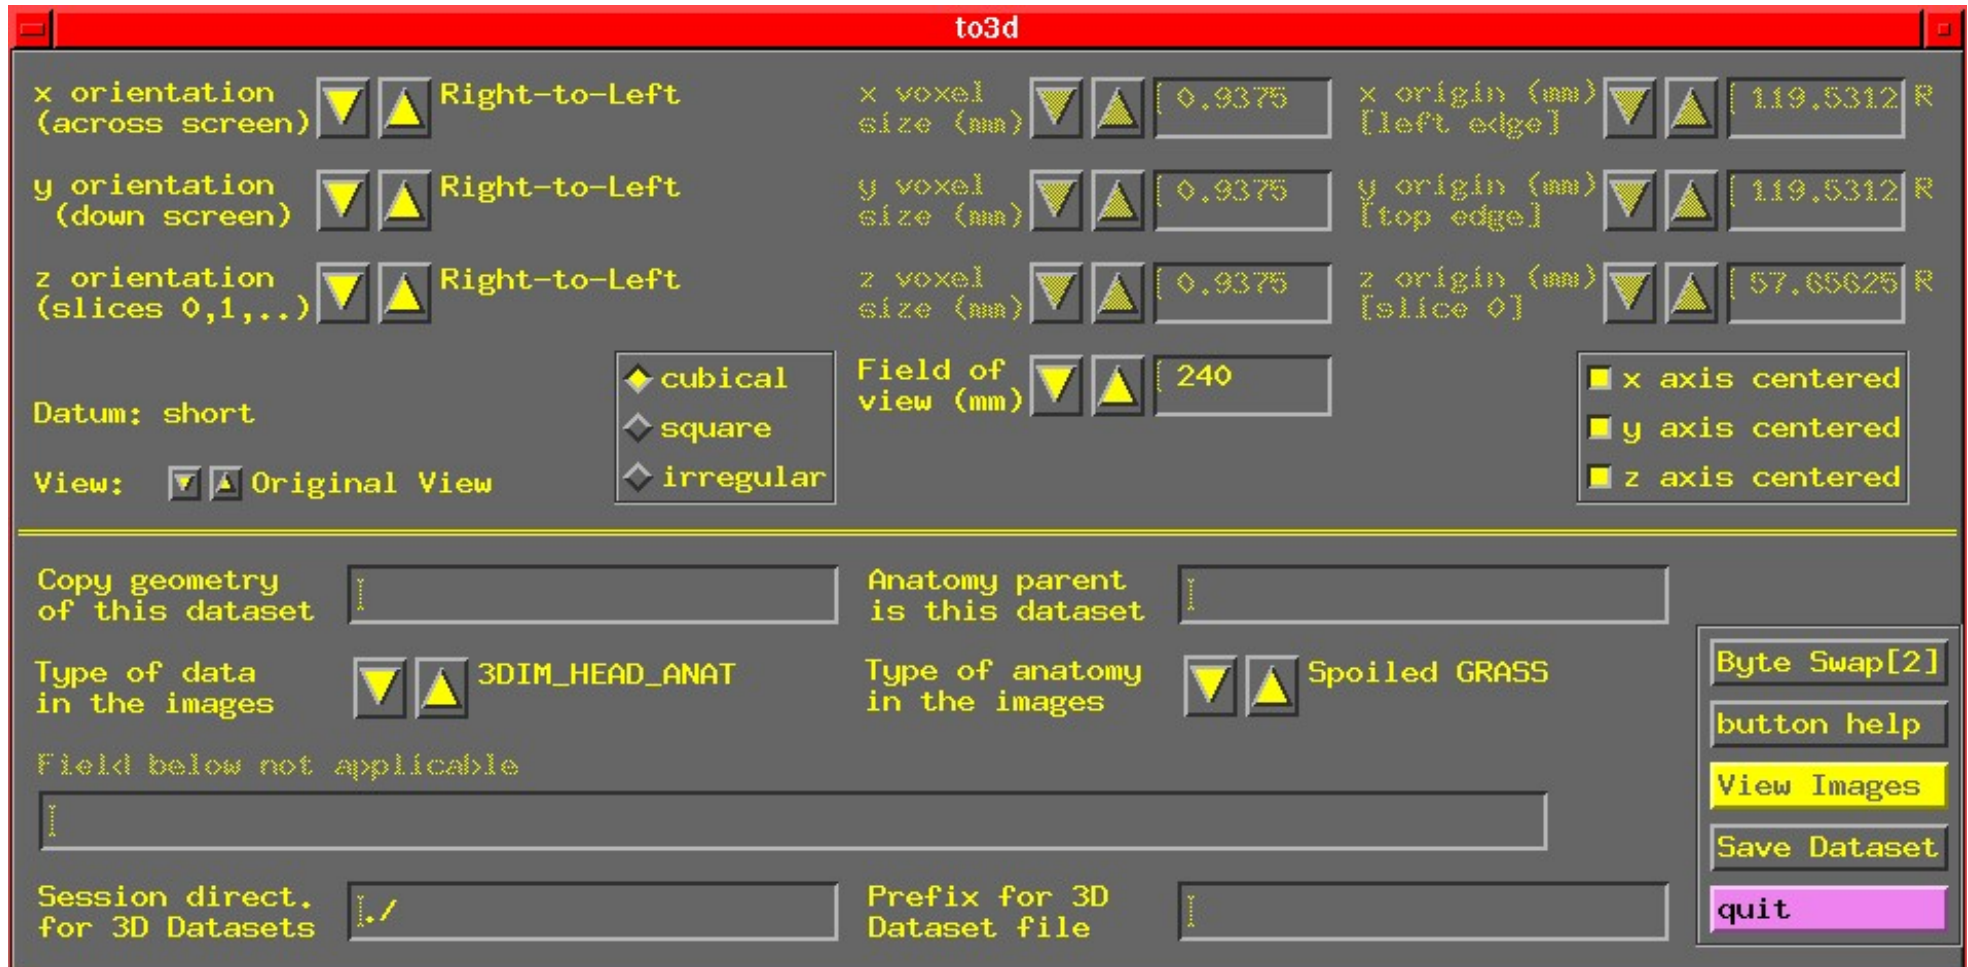 to3d
x orientation
(across screen)
Right-to-Left
x voxel
size (mm)
0.9375
x origin (mm)
[left edge]
119.5312 R
y orientation
(down screen)
Right-to-Left
y voxel
size (mm)
0.9375
y origin (mm)
[top edge]
119.5312 R
z orientation
(slices 0,1,..)
Right-to-Left
z voxel
size (mm)
0.9375
z origin (mm)
[slice 0]
57.65625 R
Datum: short
View: Original View
cubical
square
irregular
Field of
view (mm)
240
x axis centered
y axis centered
z axis centered
Copy geometry
of this dataset
Anatomy parent
is this dataset
Type of data
in the images
3DIM_HEAD_ANAT
Type of anatomy
in the images
Spoiled GRASS
Field below not applicable
Session direct.
for 3D Datasets
./
Prefix for 3D
Dataset file
Byte Swap[2]
button help
View Images
Save Dataset
quit